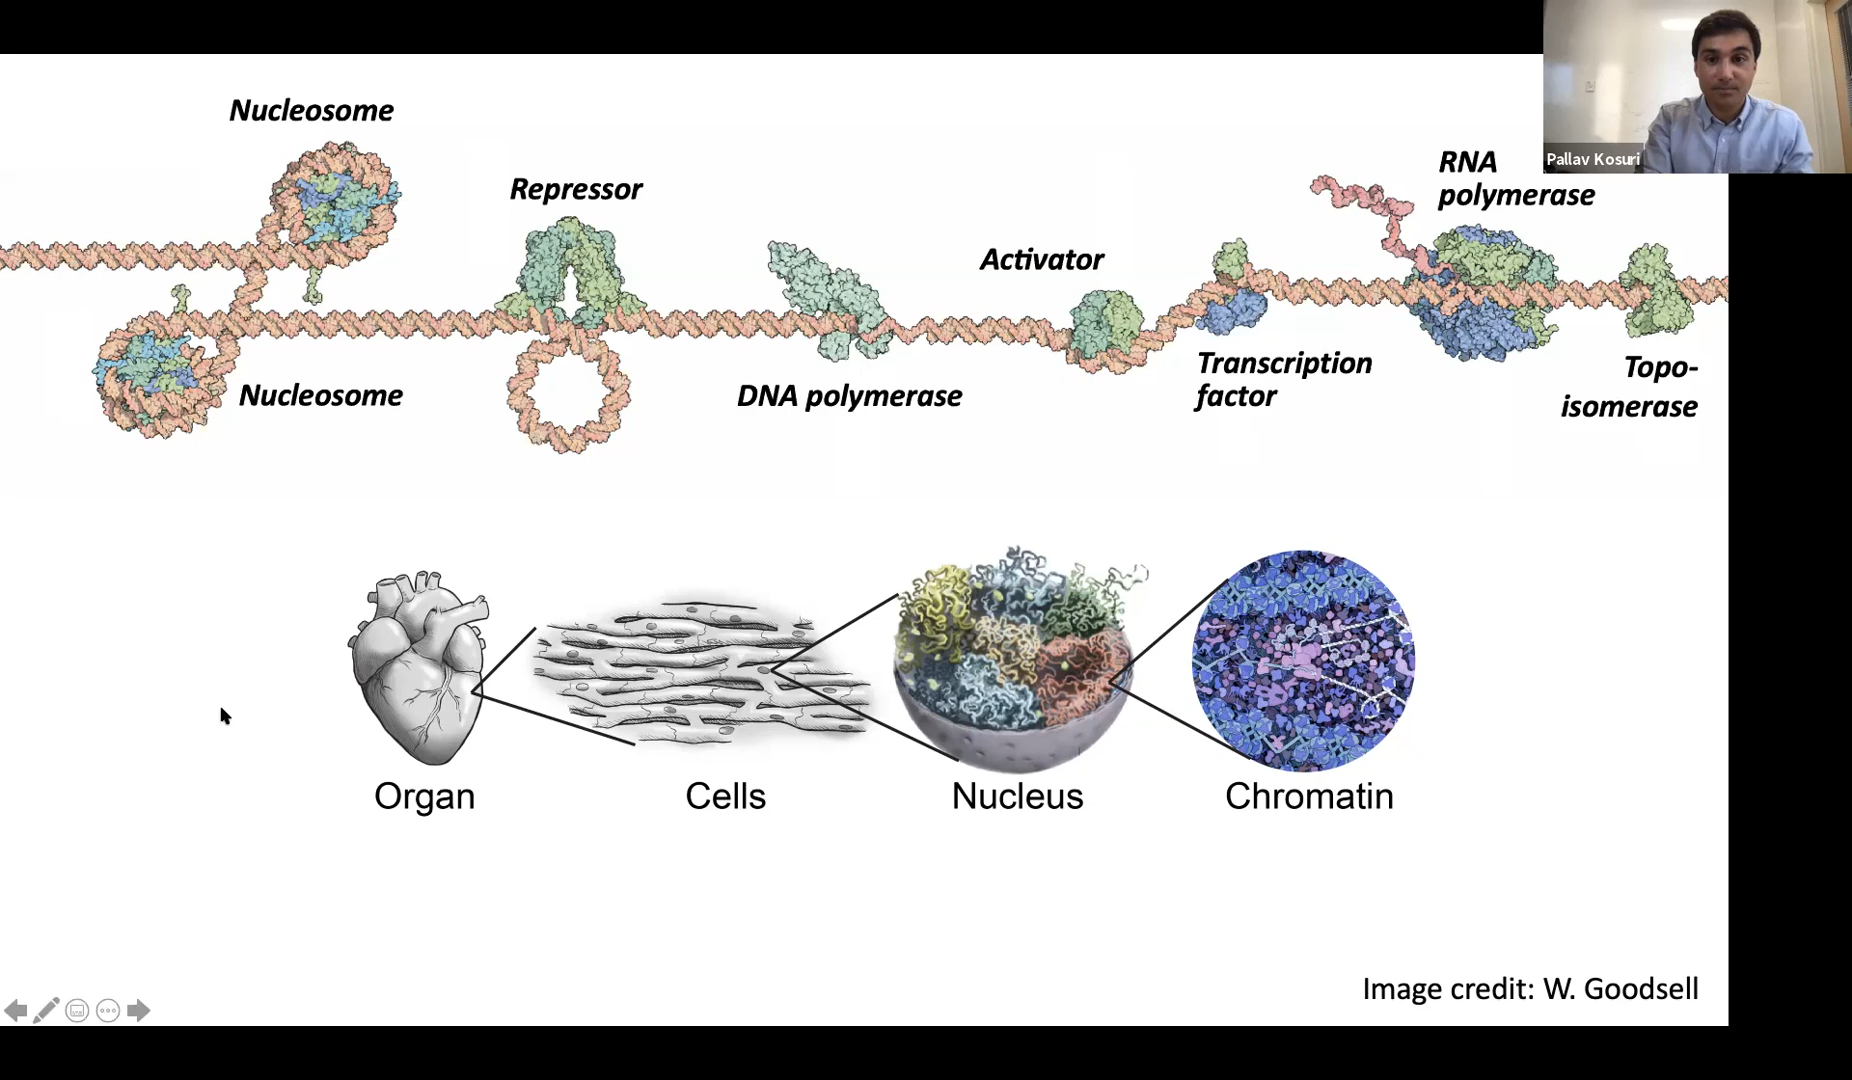 Nucleosome
Repressor
Activator
RNA
polymerase
Pallav Kosuri
Nucleosome
DNA polymerase
Transcription
factor
Topo-
isomerase
Organ
Cells
Nucleus
Chromatin
Image credit: W. Goodsell